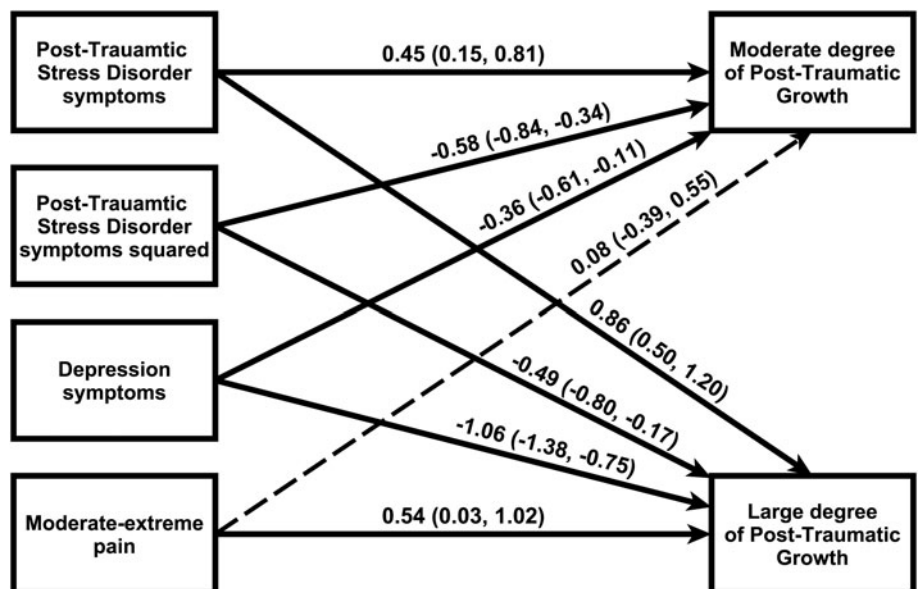 Post-Trauamtic
Stress Disorder
symptoms
0.45 (0.15, 0.81)
Moderate degree
of Post-Traumatic
Growth
-0.58 (-0.84, -0.34)
-0.36 (-0.61, -0.11)
0.08 (-0.39, 0.55)
Post-Trauamtic
Stress Disorder
symptoms squared
0.86 (0.50, 1.20)
Depression
symptoms
-0.49 (-0.80, -0.17)
-1.06 (-1.38, -0.75)
Moderate-extreme
pain
0.54 (0.03, 1.02)
Large degree
of Post-Traumatic
Growth